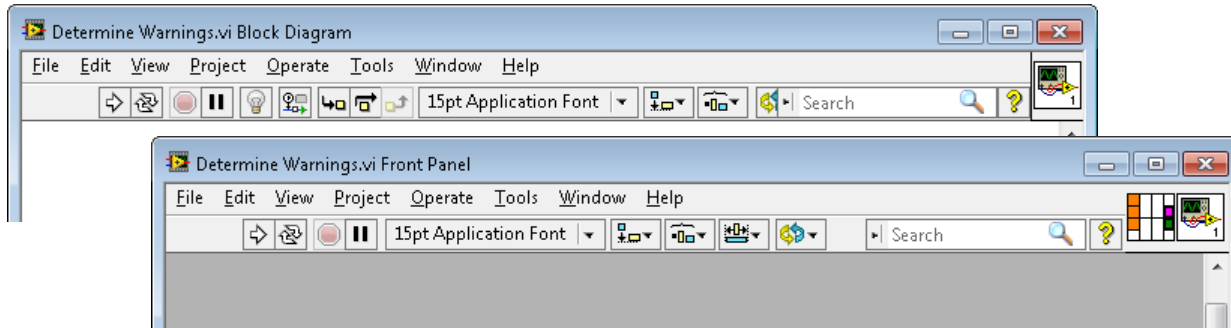 Determine Warnings.vi Block Diagram
File Edit View Project Operate Tools Window Help
15pt Application Font Search ?
1
Determine Warnings.vi Front Panel
File Edit View Project Operate Tools Window Help
15pt Application Font Search ?
1